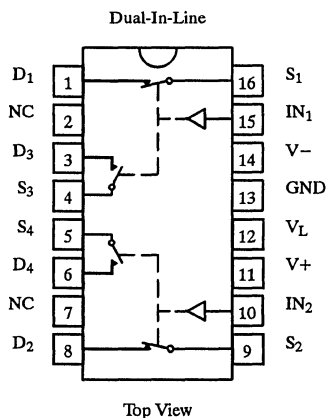 Dual-In-Line
D1 1 16 S1
NC 2 15 IN1
D3 3 14 V−
S3 4 13 GND
S4 5 12 VL
D4 6 11 V+
NC 7 10 IN2
D2 8 9 S2
Top View